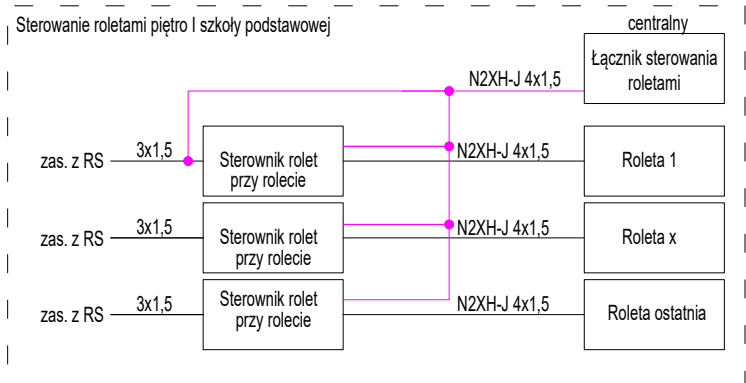 Sterowanie roletami piętro I szkoły podstawowej
centralny
N2XH-J 4x1,5
Łącznik sterowania
roletami
zas. z RS
3x1,5
Sterownik rolet
przy rolecie
N2XH-J 4x1,5
Roleta 1
zas. z RS
3x1,5
Sterownik rolet
przy rolecie
N2XH-J 4x1,5
Roleta x
zas. z RS
3x1,5
Sterownik rolet
przy rolecie
N2XH-J 4x1,5
Roleta ostatnia